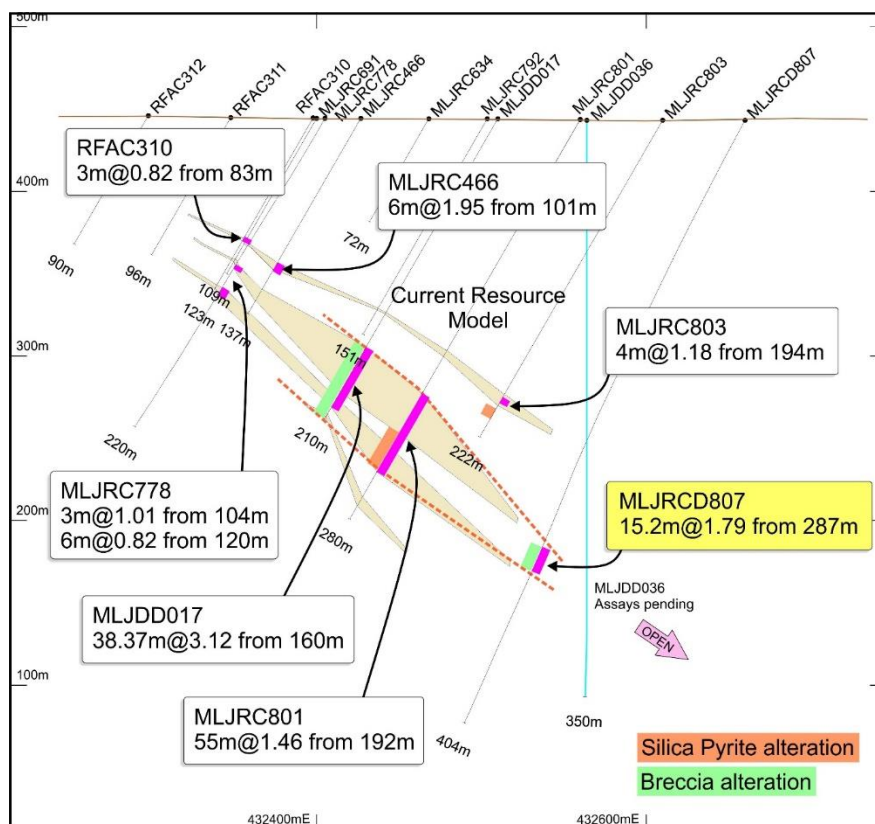 500m
RFAC312
RFAC311
RFAC310
MLJRC691
MLJRC778
MLJRC466
MLJRC634
MLJRC792
MLJDD017
MLJRC801
MLJDD036
MLJRC803
MLJRCD807
RFAC310
3m@0.82 from 83m
MLJRC466
6m@1.95 from 101m
400m
72m
90m
96m
109m
123m
137m
Current Resource
Model
MLJRC803
4m@1.18 from 194m
300m
151m
210m
220m
222m
MLJRC778
3m@1.01 from 104m
6m@0.82 from 120m
MLJRCD807
15.2m@1.79 from 287m
200m
280m
MLJDD036
Assays pending
MLJDD017
38.37m@3.12 from 160m
OPEN
100m
MLJRC801
55m@1.46 from 192m
404m
350m
Silica Pyrite alteration
Breccia alteration
432400mE
432600mE